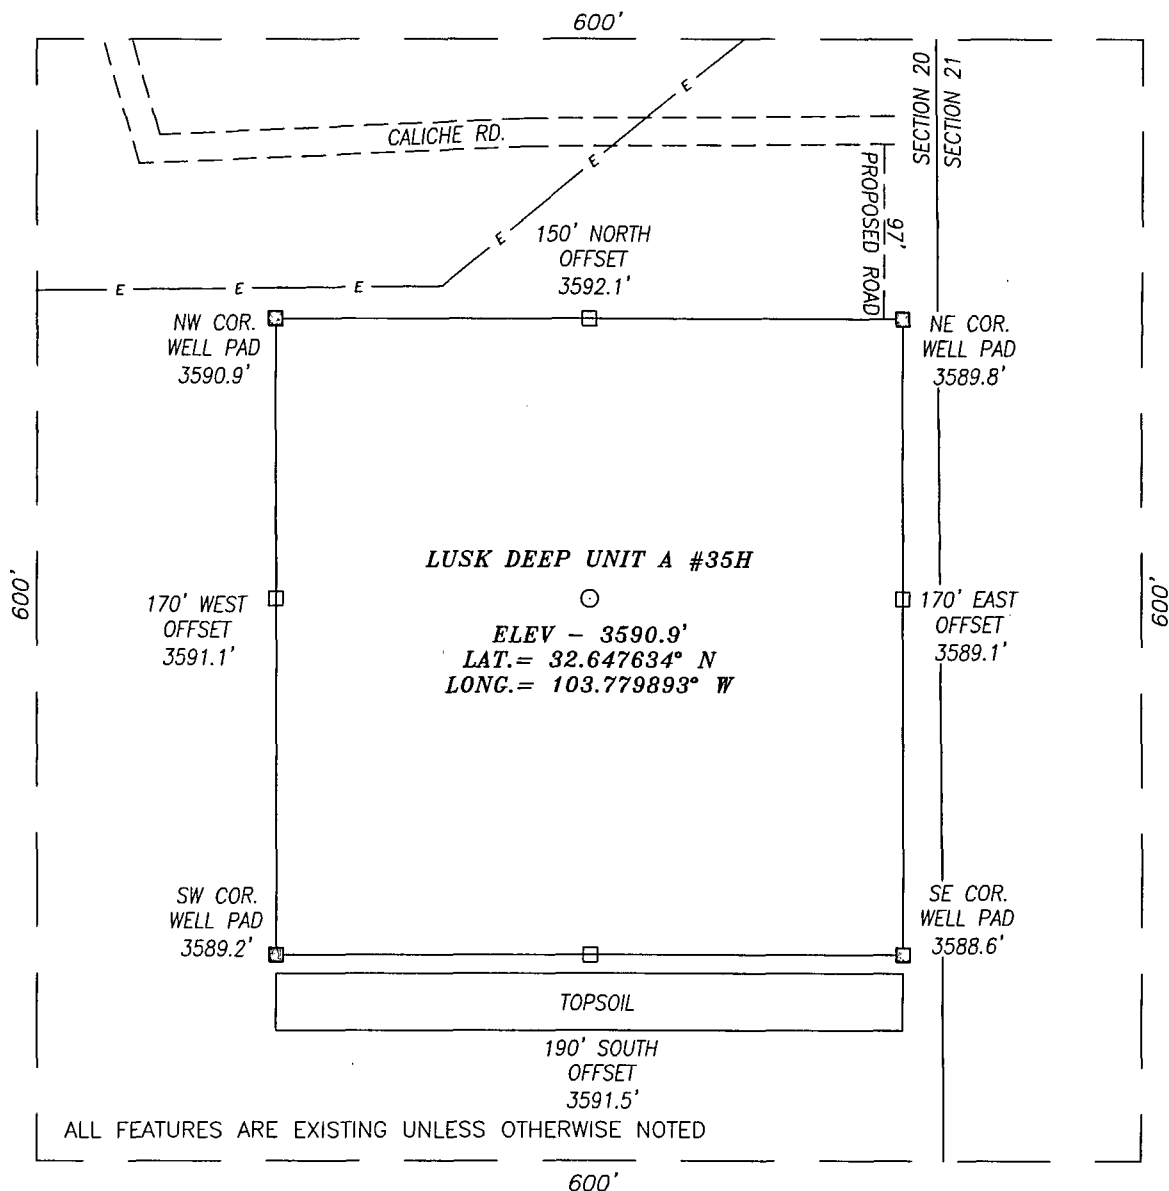 600'
SECTION 20
SECTION 21
E
CALICHE RD.
E
PROPOSED ROAD
97'
E
150' NORTH
OFFSET
3592.1'
E
E
E
NW COR.
WELL PAD
3590.9'
NE COR.
WELL PAD
3589.8'
LUSK DEEP UNIT A #35H
600'
600'
170' WEST
OFFSET
3591.1'
170' EAST
OFFSET
3589.1'
ELEV - 3590.9'
LAT.= 32.647634° N
LONG.= 103.779893° W
SW COR.
WELL PAD
3589.2'
SE COR.
WELL PAD
3588.6'
TOPSOIL
190' SOUTH
OFFSET
3591.5'
ALL FEATURES ARE EXISTING UNLESS OTHERWISE NOTED
600'